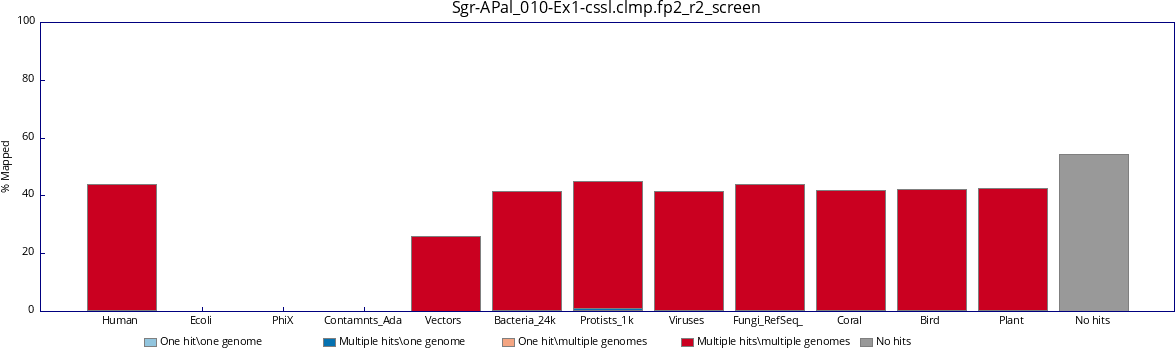 Sgr-APal_010-Ex1-cssl.clmp.fp2_r2_screen
100
80
60
40
20
0
% Mapped
Human Ecoli PhiX Contamnts_Ada Vectors Bacteria_24k Protists_1k Viruses Fungi_RefSeq_ Coral Bird Plant No hits
One hit\one genome Multiple hits\one genome One hit\multiple genomes Multiple hits\multiple genomes No hits